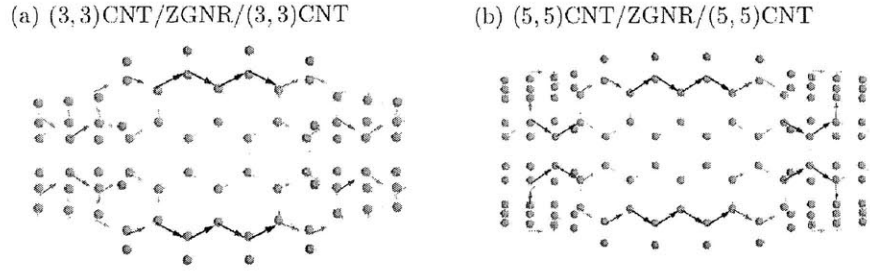 (a) (3,3)CNT/ZGNR/(3,3)CNT
(b) (5,5)CNT/ZGNR/(5,5)CNT